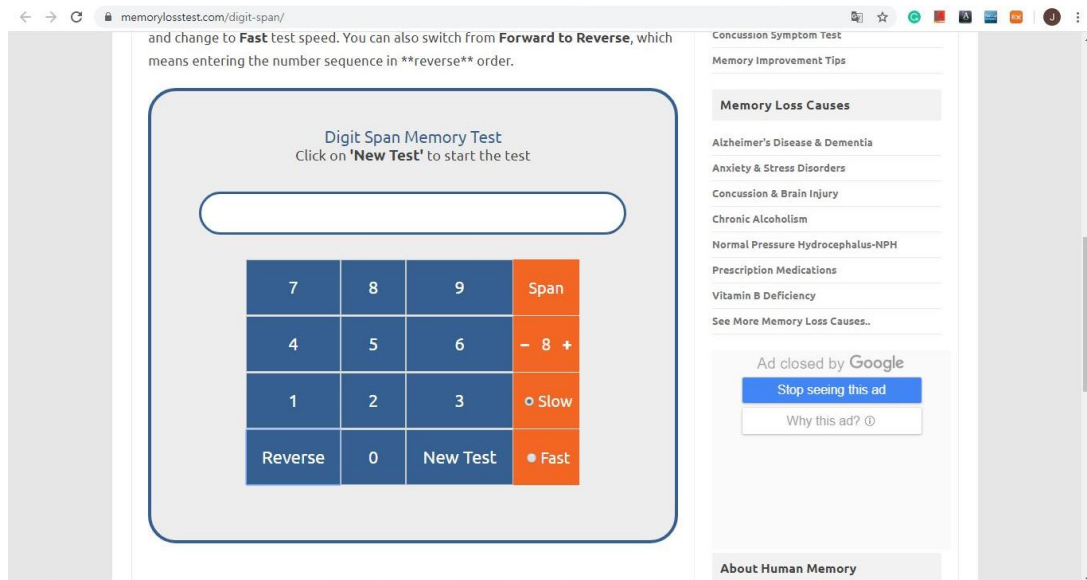 memorylosstest.com/digit-span/
J
and change to Fast test speed. You can also switch from Forward to Reverse, which
means entering the number sequence in **reverse** order.
Digit Span Memory Test
Click on 'New Test' to start the test
7 8 9 Span
4 5 6 - 8 +
1 2 3 Slow
Reverse 0 New Test Fast
Concussion Symptom Test
Memory Improvement Tips
Memory Loss Causes
Alzheimer's Disease & Dementia
Anxiety & Stress Disorders
Concussion & Brain Injury
Chronic Alcoholism
Normal Pressure Hydrocephalus-NPH
Prescription Medications
Vitamin B Deficiency
See More Memory Loss Causes..
Ad closed by Google
Stop seeing this ad
Why this ad?
About Human Memory